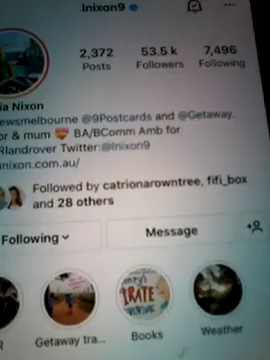 lnixon9
2,372 53.5 k 7,496
Posts Followers Following
ia Nixon
ewsmelbourne @9Postcards and @Getaway.
or & mum BA/BComm Amb for
Rlandrover Twitter:@lnixon9
nixon.com.au/
Followed by catrionarowntree, fifi_box
and 28 others
Following Message
R Getaway tra... Books Weather